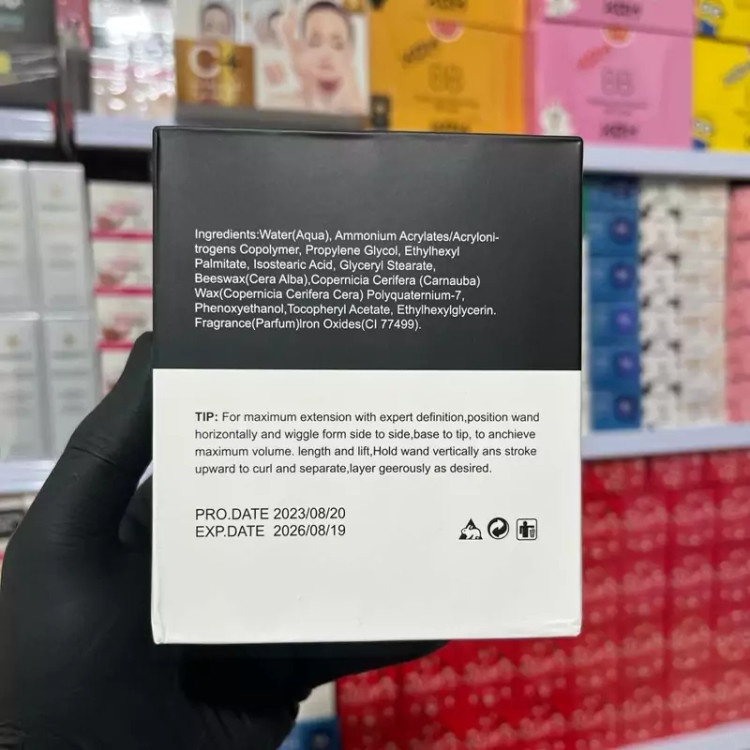 Ingredients:Water(Aqua), Ammonium Acrylates/Acryloni-
trogens Copolymer, Propylene Glycol, Ethylhexyl
Palmitate, Isostearic Acid, Glyceryl Stearate,
Beeswax(Cera Alba),Copernicia Cerifera (Carnauba)
Wax(Copernicia Cerifera Cera) Polyquaternium-7,
Phenoxyethanol,Tocopheryl Acetate, Ethylhexylglycerin.
Fragrance(Parfum)Iron Oxides(CI 77499).
TIP: For maximum extension with expert definition,position wand
horizontally and wiggle form side to side,base to tip, to anchieve
maximum volume. length and lift,Hold wand vertically ans stroke
upward to curl and separate,layer geerously as desired.
PRO.DATE 2023/08/20
EXP.DATE 2026/08/19